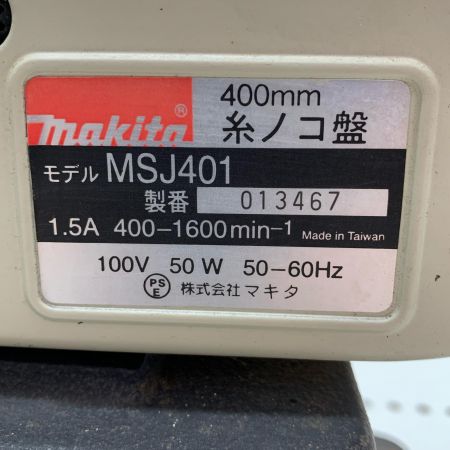 makita®
400mm
糸ノコ盤
モデル MSJ401
製番 013467
1.5A 400-1600min-1 Made in Taiwan
100V 50W 50-60Hz
PSE 株式会社 マキタ